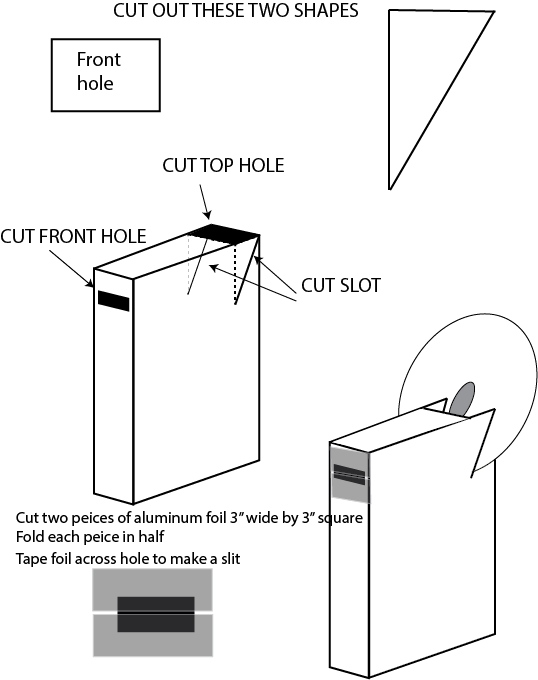 CUT OUT THESE TWO SHAPES
Front
hole
CUT TOP HOLE
CUT FRONT HOLE
CUT SLOT
Cut two peices of aluminum foil 3" wide by 3" square
Fold each peice in half
Tape foil across hole to make a slit